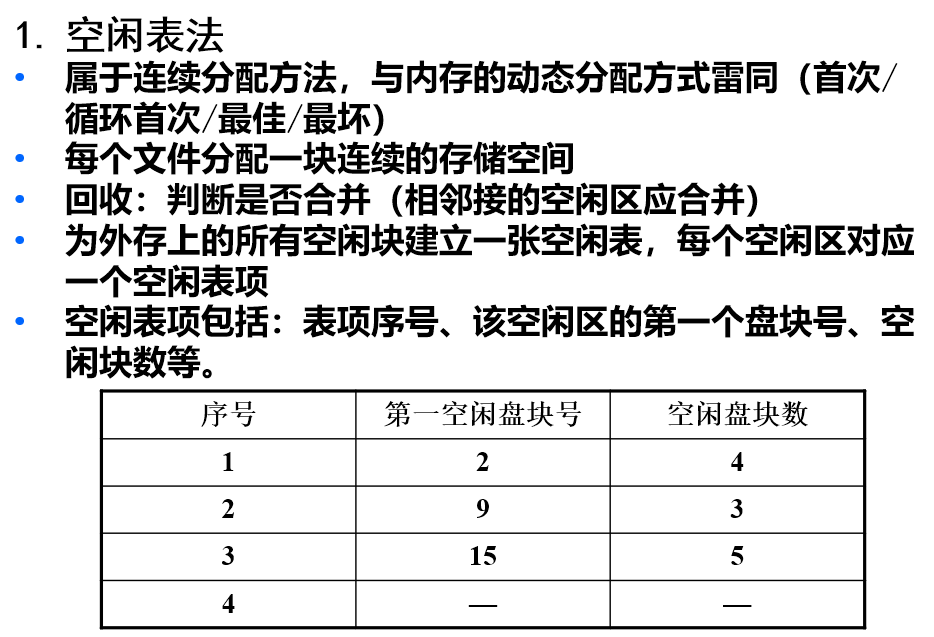 1. 空闲表法
• 属于连续分配方法，与内存的动态分配方式雷同（首次/
循环首次/最佳/最坏）
• 每个文件分配一块连续的存储空间
• 回收：判断是否合并（相邻接的空闲区应合并）
• 为外存上的所有空闲块建立一张空闲表，每个空闲区对应
一个空闲表项
• 空闲表项包括：表项序号、该空闲区的第一个盘块号、空
闲块数等。
序号 第一空闲盘块号 空闲盘块数
1 2 4
2 9 3
3 15 5
4 — —